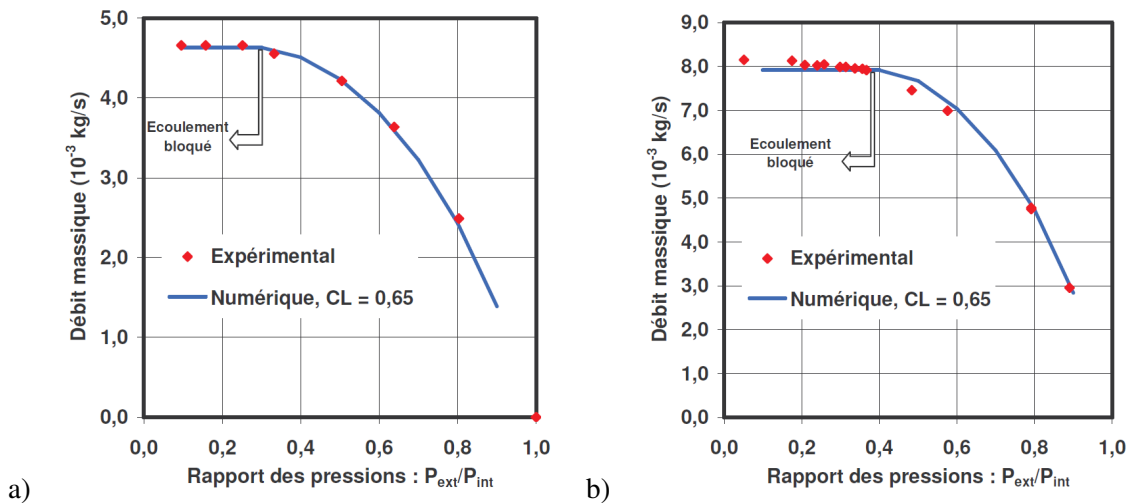 5,0
4,0
3,0
2,0
1,0
0,0
Débit massique (10⁻³ kg/s)
Ecoulement
bloqué
Expérimental
Numérique, CL = 0,65
0,0 0,2 0,4 0,6 0,8 1,0
Rapport des pressions : Pext/Pint
a)
9,0
8,0
7,0
6,0
5,0
4,0
3,0
2,0
1,0
0,0
Débit massique (10⁻³ kg/s)
Ecoulement
bloqué
Expérimental
Numérique, CL = 0,65
0,0 0,2 0,4 0,6 0,8 1,0
Rapport des pressions : Pext/Pint
b)